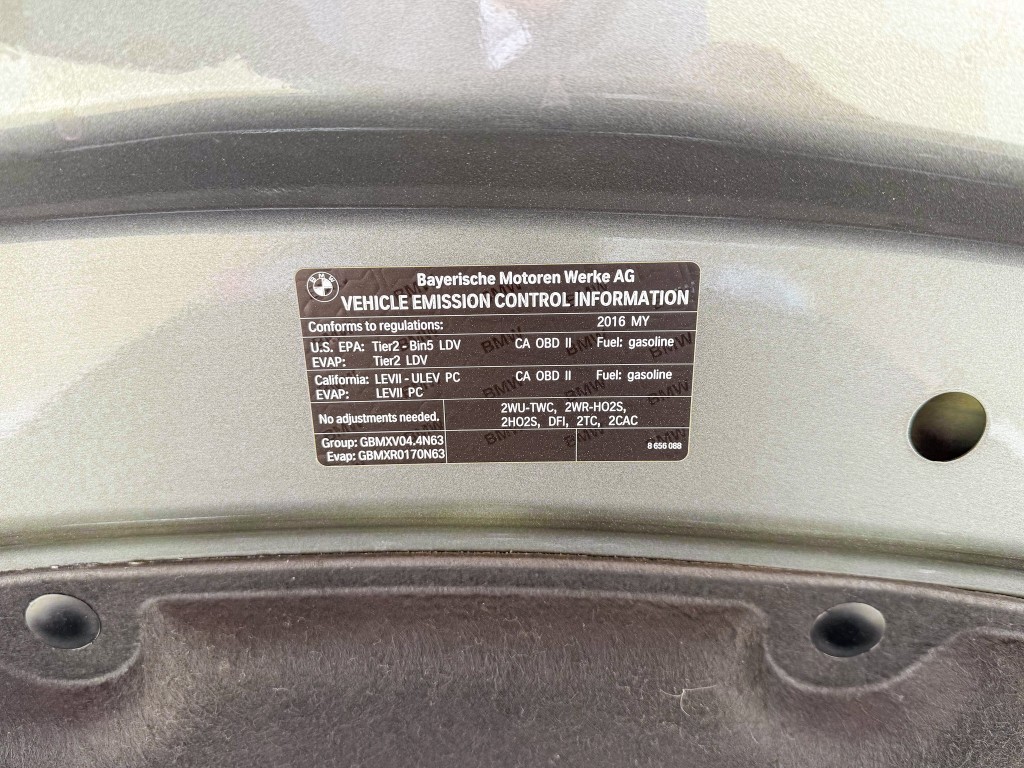 BMW
Bayerische Motoren Werke AG
VEHICLE EMISSION CONTROL INFORMATION
Conforms to regulations: 2016 MY
U.S. EPA: Tier2 - Bin5 LDV CA OBD II Fuel: gasoline
EVAP: Tier2 LDV
California: LEVII - ULEV PC CA OBD II Fuel: gasoline
EVAP: LEVII PC
No adjustments needed. 2WU-TWC, 2WR-HO2S,
2HO2S, DFI, 2TC, 2CAC
Group: GBMXV04.4N63
Evap: GBMXR0170N63 8 656 088